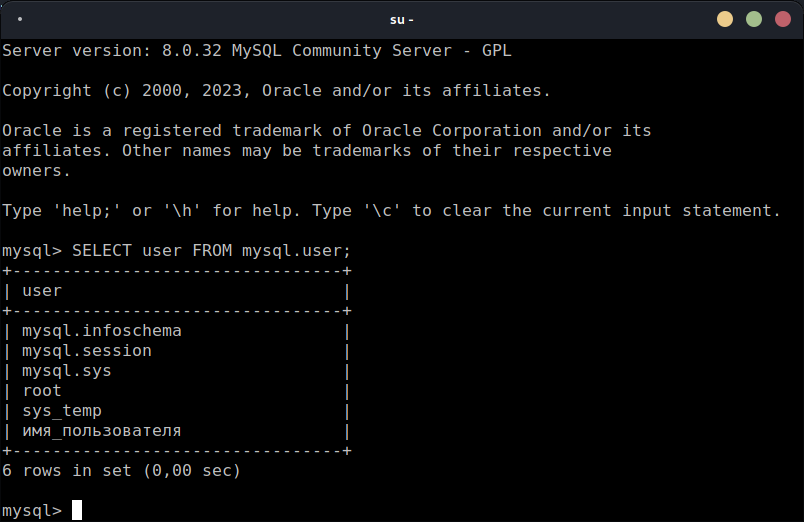 su -
Server version: 8.0.32 MySQL Community Server - GPL
Copyright (c) 2000, 2023, Oracle and/or its affiliates.
Oracle is a registered trademark of Oracle Corporation and/or its
affiliates. Other names may be trademarks of their respective
owners.
Type 'help;' or '\h' for help. Type '\c' to clear the current input statement.
mysql> SELECT user FROM mysql.user;
+---------------------------------+
| user                            |
+---------------------------------+
| mysql.infoschema                |
| mysql.session                   |
| mysql.sys                       |
| root                            |
| sys_temp                        |
| имя_пользователя                |
+---------------------------------+
6 rows in set (0,00 sec)
mysql>